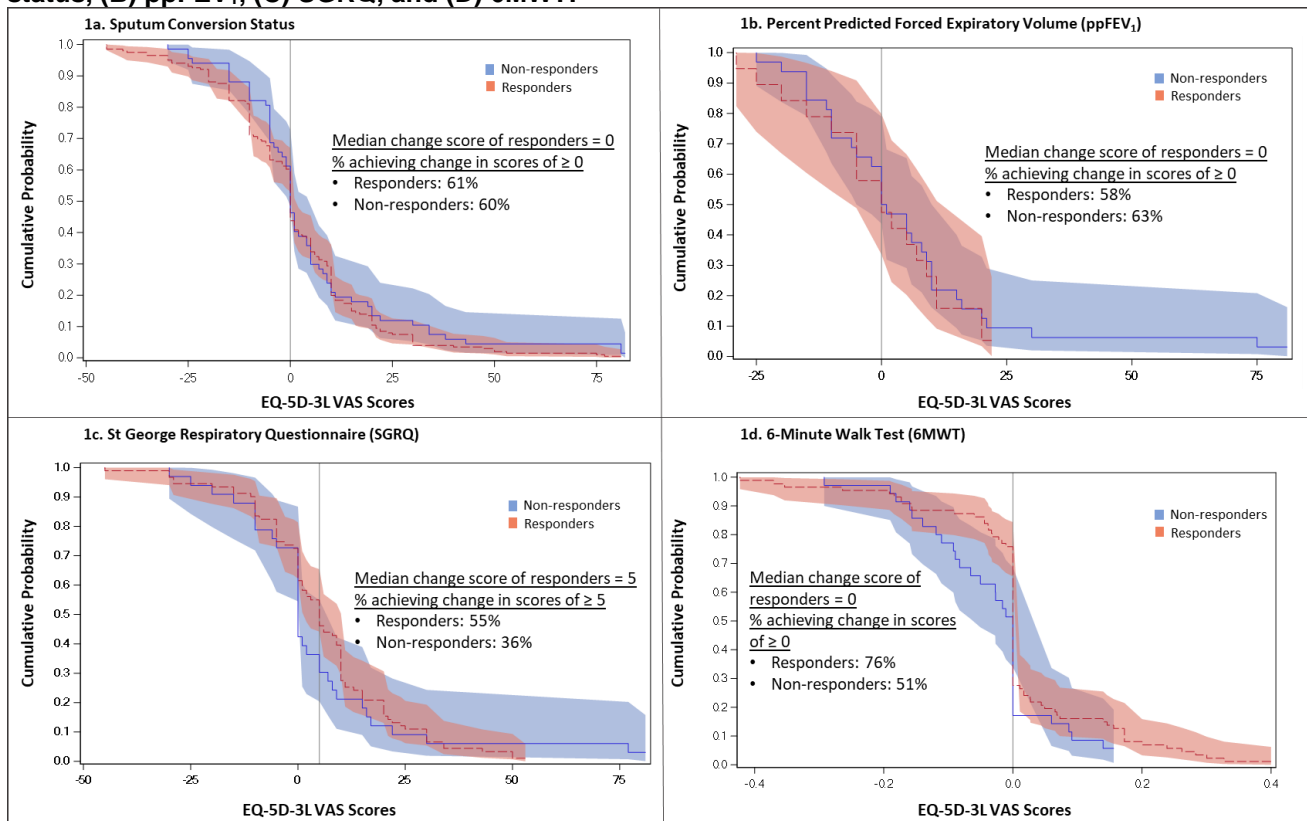 status, (B) ppFEV₁, (C) SGRQ, and (D) 6MWT.
1a. Sputum Conversion Status
Cumulative Probability
1.0
0.9
0.8
0.7
0.6
0.5
0.4
0.3
0.2
0.1
0.0
Non-responders
Responders
Median change score of responders = 0
% achieving change in scores of ≥ 0
• Responders: 61%
• Non-responders: 60%
-50 -25 0 25 50 75
EQ-5D-3L VAS Scores
1b. Percent Predicted Forced Expiratory Volume (ppFEV₁)
Cumulative Probability
1.0
0.9
0.8
0.7
0.6
0.5
0.4
0.3
0.2
0.1
0.0
Non-responders
Responders
Median change score of responders = 0
% achieving change in scores of ≥ 0
• Responders: 58%
• Non-responders: 63%
-25 0 25 50 75
EQ-5D-3L VAS Scores
1c. St George Respiratory Questionnaire (SGRQ)
Cumulative Probability
1.0
0.9
0.8
0.7
0.6
0.5
0.4
0.3
0.2
0.1
0.0
Non-responders
Responders
Median change score of responders = 5
% achieving change in scores of ≥ 5
• Responders: 55%
• Non-responders: 36%
-50 -25 0 25 50 75
EQ-5D-3L VAS Scores
1d. 6-Minute Walk Test (6MWT)
Cumulative Probability
1.0
0.9
0.8
0.7
0.6
0.5
0.4
0.3
0.2
0.1
0.0
Non-responders
Responders
Median change score of
responders = 0
% achieving change in scores
of ≥ 0
• Responders: 76%
• Non-responders: 51%
-0.4 -0.2 0.0 0.2 0.4
EQ-5D-3L VAS Scores